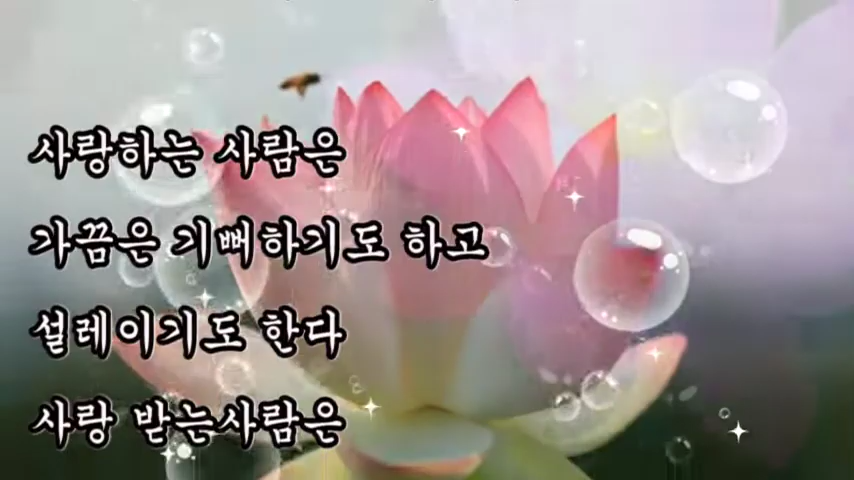 사랑하는 사람은
가끔은 기뻐하기도 하고
설레이기도 한다
사랑 받는사람은